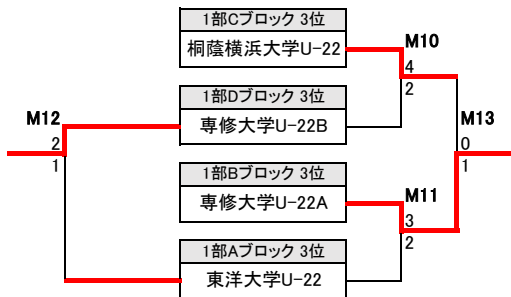 1部Cブロック 3位
桐蔭横浜大学U-22
M10
4
2
1部Dブロック 3位
専修大学U-22B
M12
2
1
M13
0
1
1部Bブロック 3位
専修大学U-22A
M11
3
2
1部Aブロック 3位
東洋大学U-22